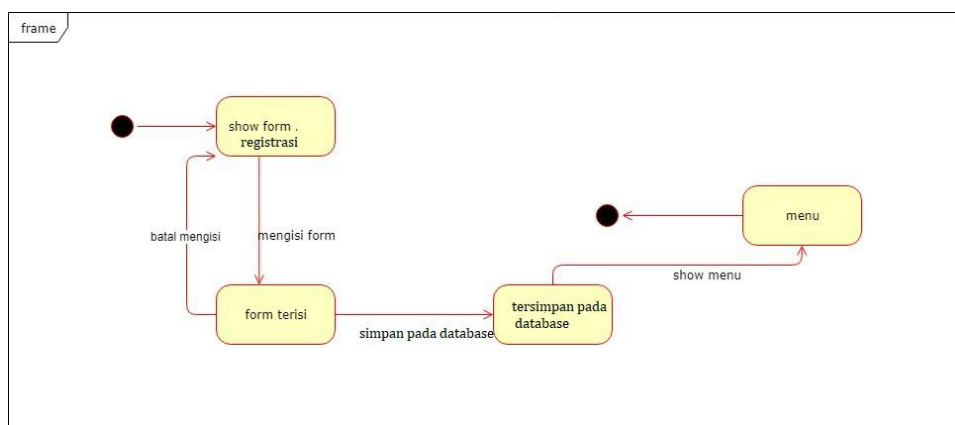 frame
show form .
registrasi
batal mengisi
mengisi form
menu
show menu
form terisi
simpan pada database
tersimpan pada
database